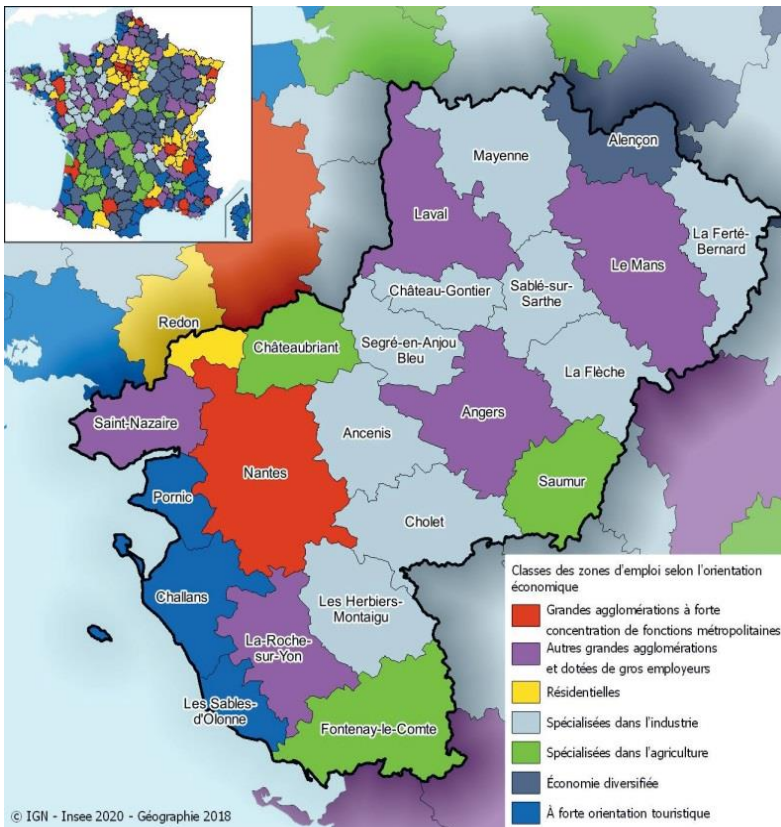 Mayenne
Alençon
Laval
La Ferté-
Bernard
Le Mans
Château-Gontier
Sablé-sur-
Sarthe
Redon
Châteaubriant
Segré-en-Anjou
Bleu
La Flèche
Saint-Nazaire
Ancenis
Angers
Nantes
Saumur
Pornic
Cholet
Challans
Les Herbiers-
Montaigu
La-Roche-
sur-Yon
Les Sables-
d'Olonne
Fontenay-le-Comte
Classes des zones d'emploi selon l'orientation
économique
Grandes agglomérations à forte
concentration de fonctions métropolitaines
Autres grandes agglomérations
et dotées de gros employeurs
Résidentielles
Spécialisées dans l'industrie
Spécialisées dans l'agriculture
Économie diversifiée
À forte orientation touristique
© IGN - Insee 2020 - Géographie 2018